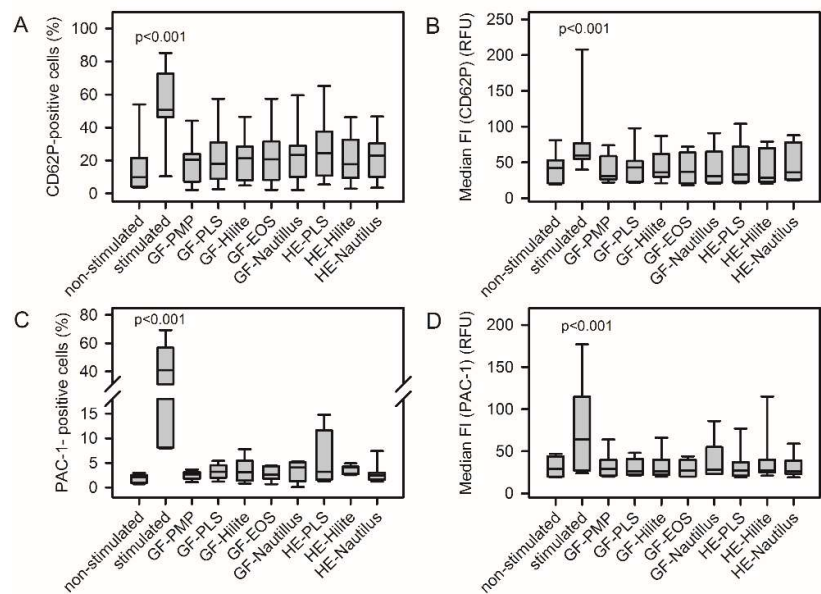 A
CD62P-positive cells (%)
p<0.001
100
80
60
40
20
0
non-stimulated
stimulated
GF-PMP
GF-PLS
GF-Hilite
GF-EOS
GF-Nautillus
HE-PLS
HE-Hilite
HE-Nautilus
B
Median FI (CD62P) (RFU)
p<0.001
250
200
150
100
50
0
non-stimulated
stimulated
GF-PMP
GF-PLS
GF-Hilite
GF-EOS
GF-Nautillus
HE-PLS
HE-Hilite
HE-Nautilus
C
PAC-1- positive cells (%)
p<0.001
80
60
40
15
10
5
0
non-stimulated
stimulated
GF-PMP
GF-PLS
GF-Hilite
GF-EOS
GF-Nautillus
HE-PLS
HE-Hilite
HE-Nautilus
D
Median FI (PAC-1) (RFU)
p<0.001
200
150
100
50
0
non-stimulated
stimulated
GF-PMP
GF-PLS
GF-Hilite
GF-EOS
GF-Nautillus
HE-PLS
HE-Hilite
HE-Nautilus